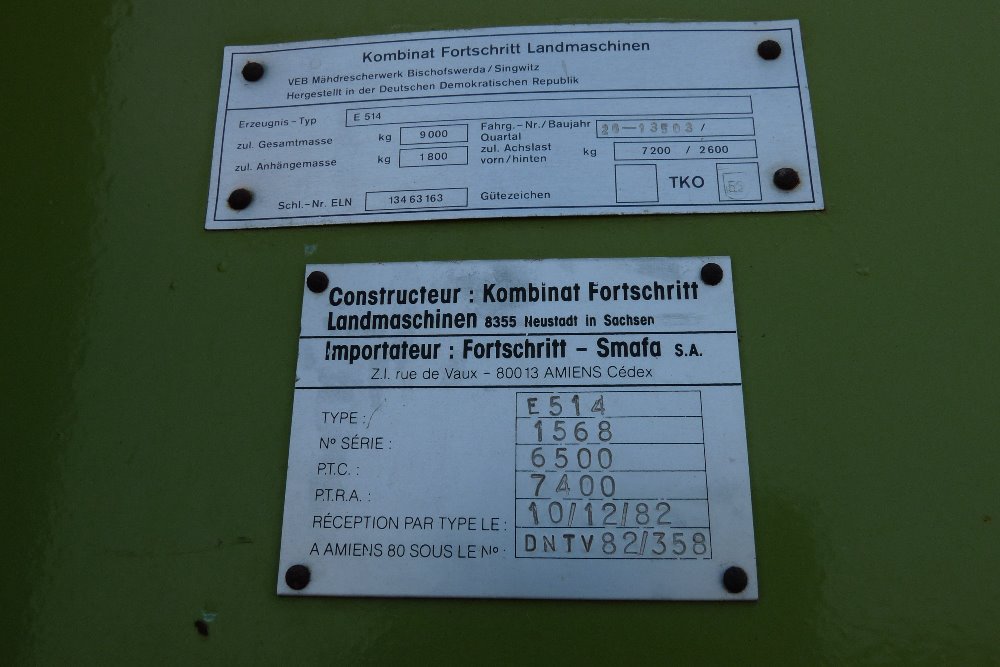 Kombinat Fortschritt Landmaschinen
VEB Mähdrescherwerk Bischofswerda/Singwitz
Hergestellt in der Deutschen Demokratischen Republik
Erzeugnis-Typ E 514
zul. Gesamtmasse kg 9000
zul. Anhängemasse kg 1800
Schl.-Nr. ELN 134 63 163
Fahrg.-Nr./Baujahr /
Quartal
zul. Achslast
vorn/hinten kg 7200 / 2600
Gütezeichen TKO
Constructeur : Kombinat Fortschritt
Landmaschinen 8355 Neustadt in Sachsen
Importateur : Fortschritt - Smafa S.A.
Z.I. rue de Vaux - 80013 AMIENS Cédex
TYPE : E514
Nº SÉRIE : 1568
P.T.C. : 6500
P.T.R.A. : 7400
RÉCEPTION PAR TYPE LE : 10/12/82
A AMIENS 80 SOUS LE Nº : DNTV82/358